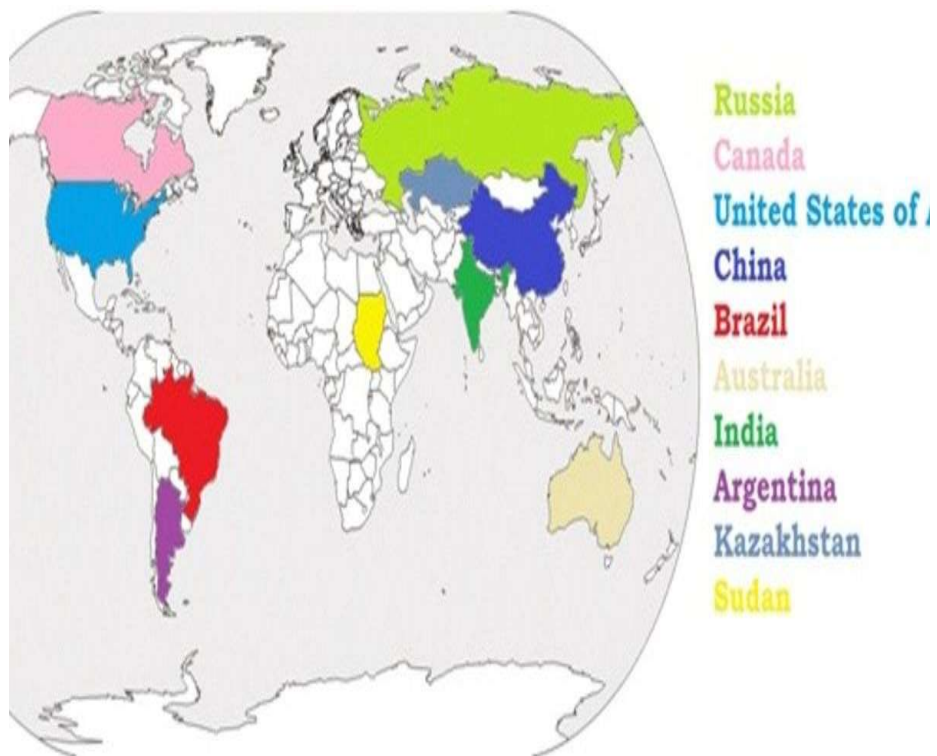 Russia
Canada
United States of A
China
Brazil
Australia
India
Argentina
Kazakhstan
Sudan